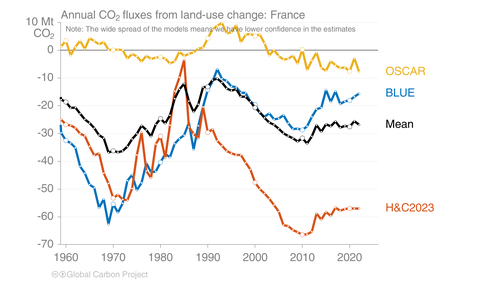 Annual CO₂ fluxes from land-use change: France
10 Mt
CO₂
Note: The wide spread of the models means we have lower confidence in the estimates
0
-10
-20
-30
-40
-50
-60
-70
OSCAR
BLUE
Mean
H&C2023
1960 1970 1980 1990 2000 2010 2020
Global Carbon Project